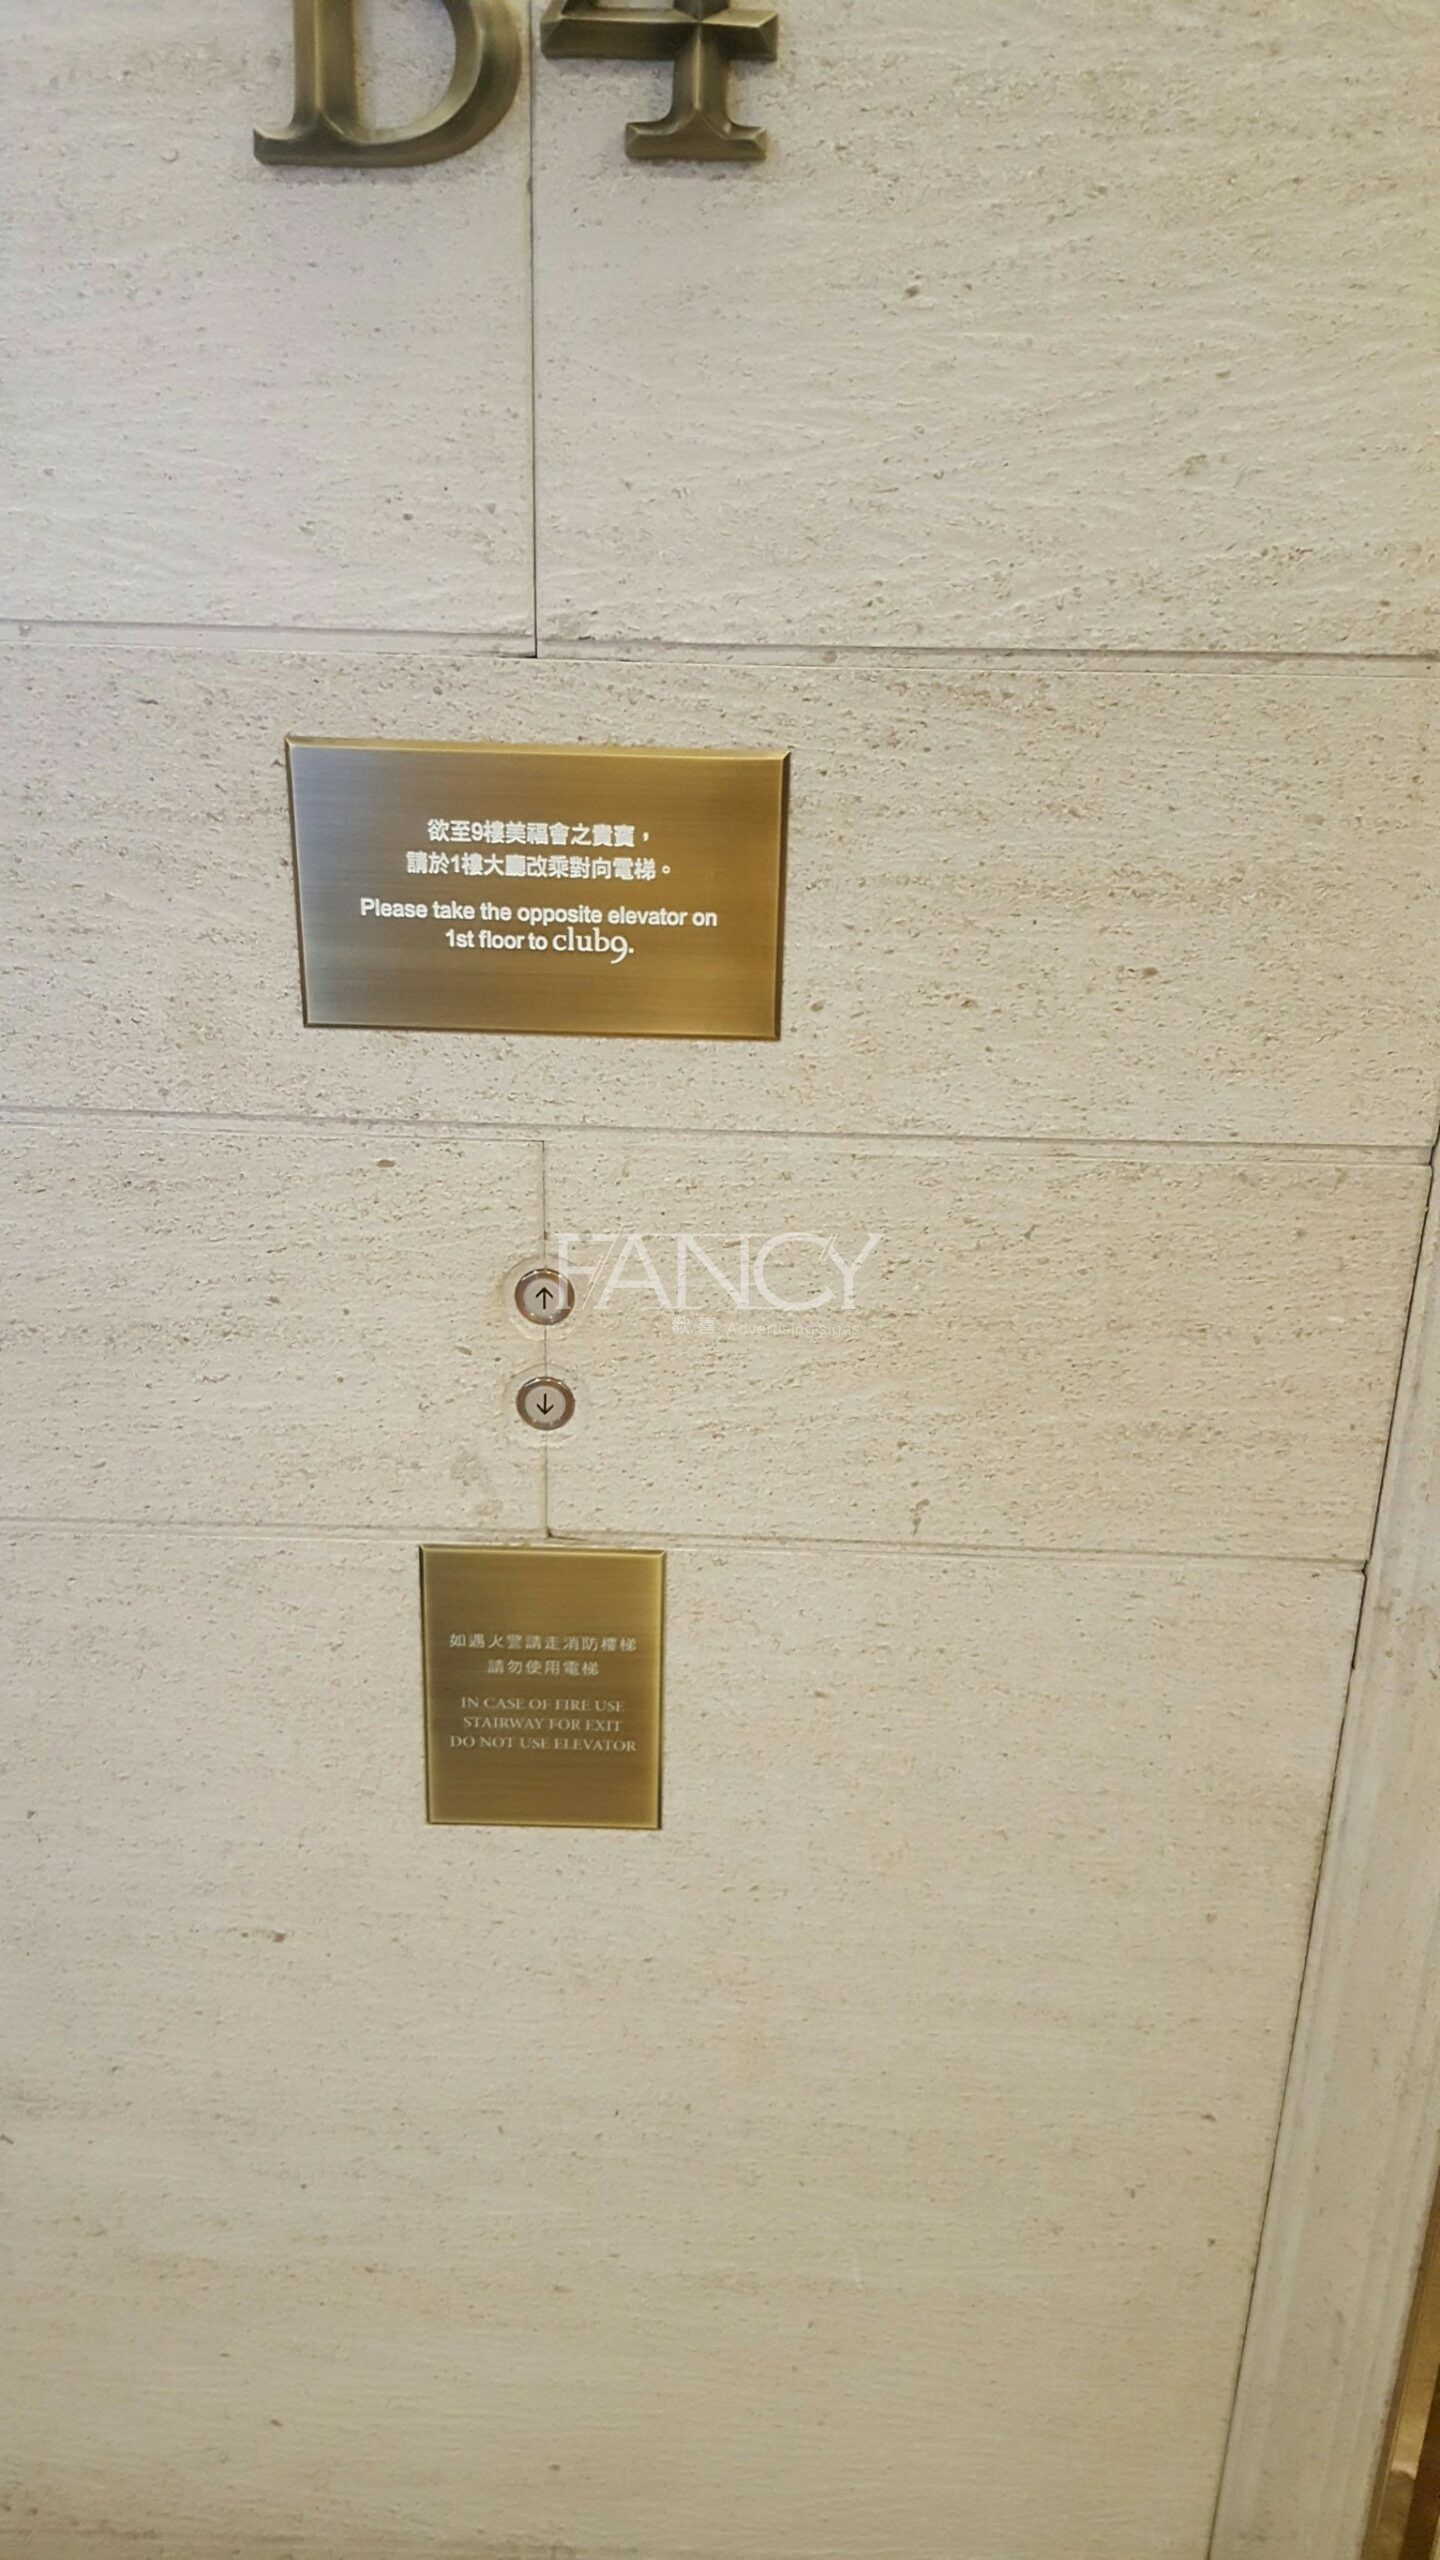 B4
欲至9樓美福會之貴賓，
請於1樓大廳改乘對向電梯。
Please take the opposite elevator on
1st floor to club9.
FANCY
Advertising sign
如遇火警請走消防樓梯
請勿使用電梯
IN CASE OF FIRE USE
STAIRWAY FOR EXIT
DO NOT USE ELEVATOR